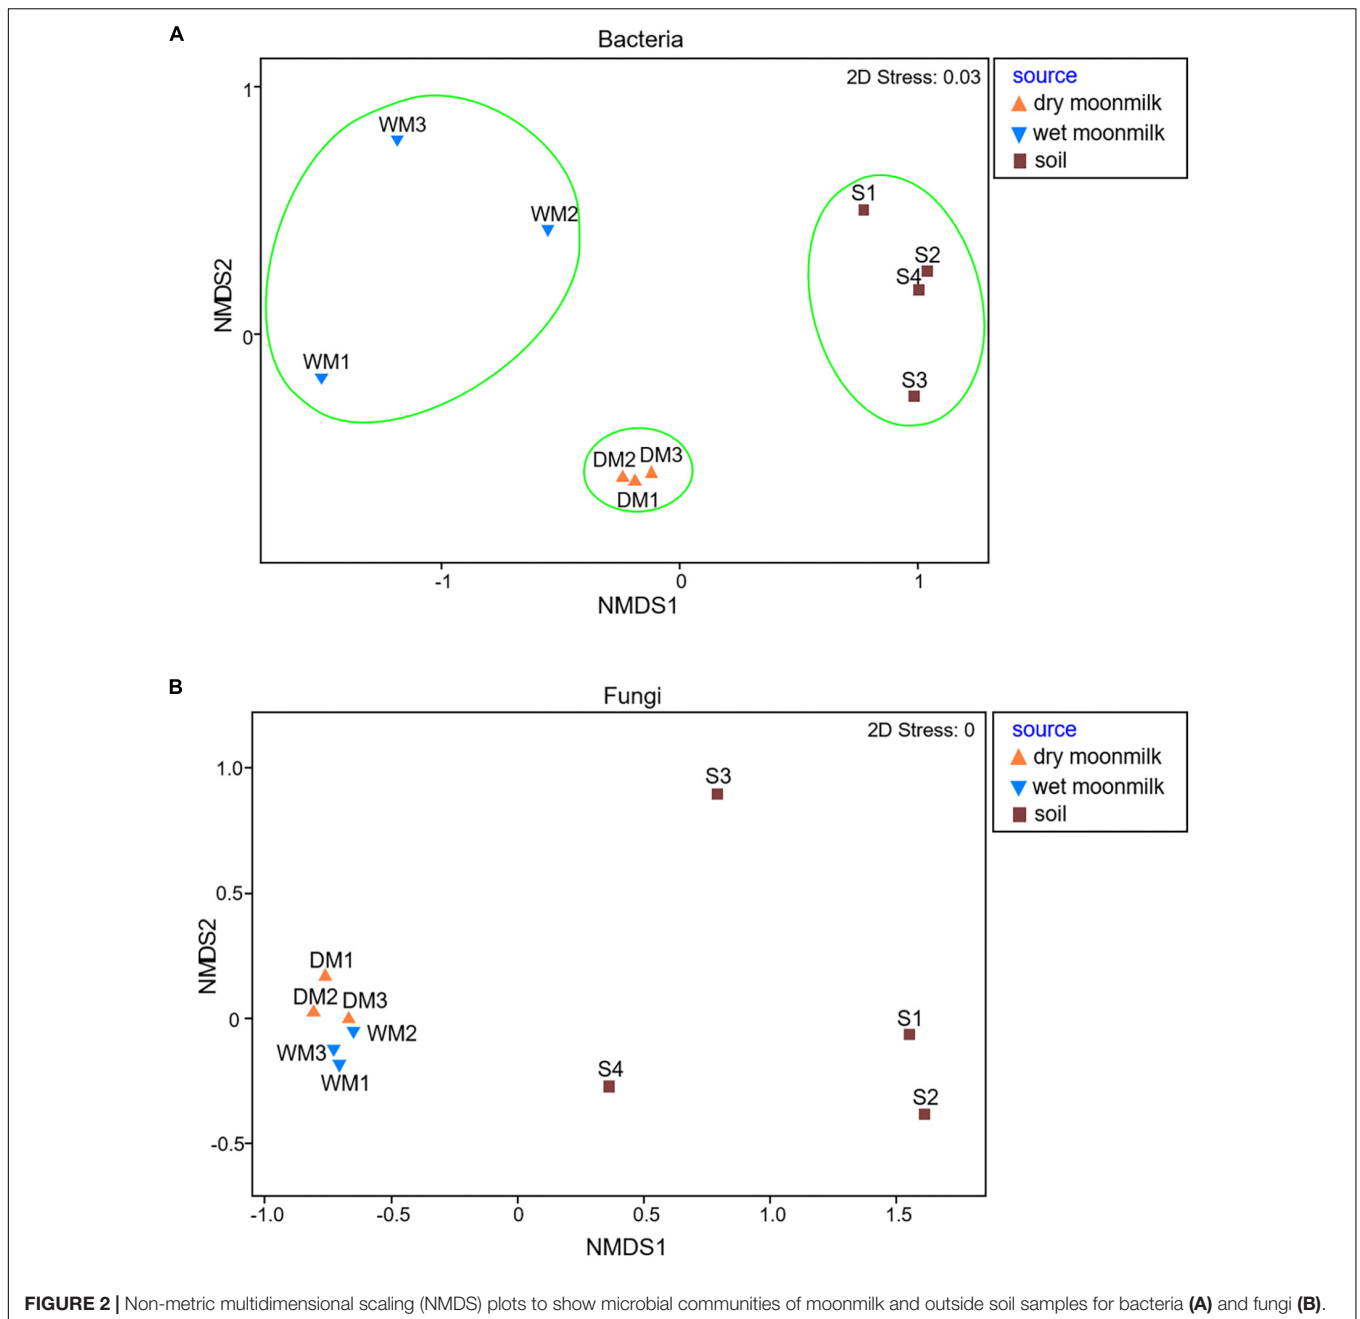 A
Bacteria
2D Stress: 0.03
source
dry moonmilk
wet moonmilk
soil
WM3
WM2
WM1
S1
S2
S4
S3
DM2 DM3
DM1
1
0
NMDS2
-1 0 1
NMDS1
B
Fungi
2D Stress: 0
source
dry moonmilk
wet moonmilk
soil
S3
DM1
DM2 DM3
WM2
WM3
WM1
S1
S4
S2
1.0
0.5
0
-0.5
NMDS2
-1.0 -0.5 0 0.5 1.0 1.5
NMDS1
FIGURE 2 | Non-metric multidimensional scaling (NMDS) plots to show microbial communities of moonmilk and outside soil samples for bacteria (A) and fungi (B).